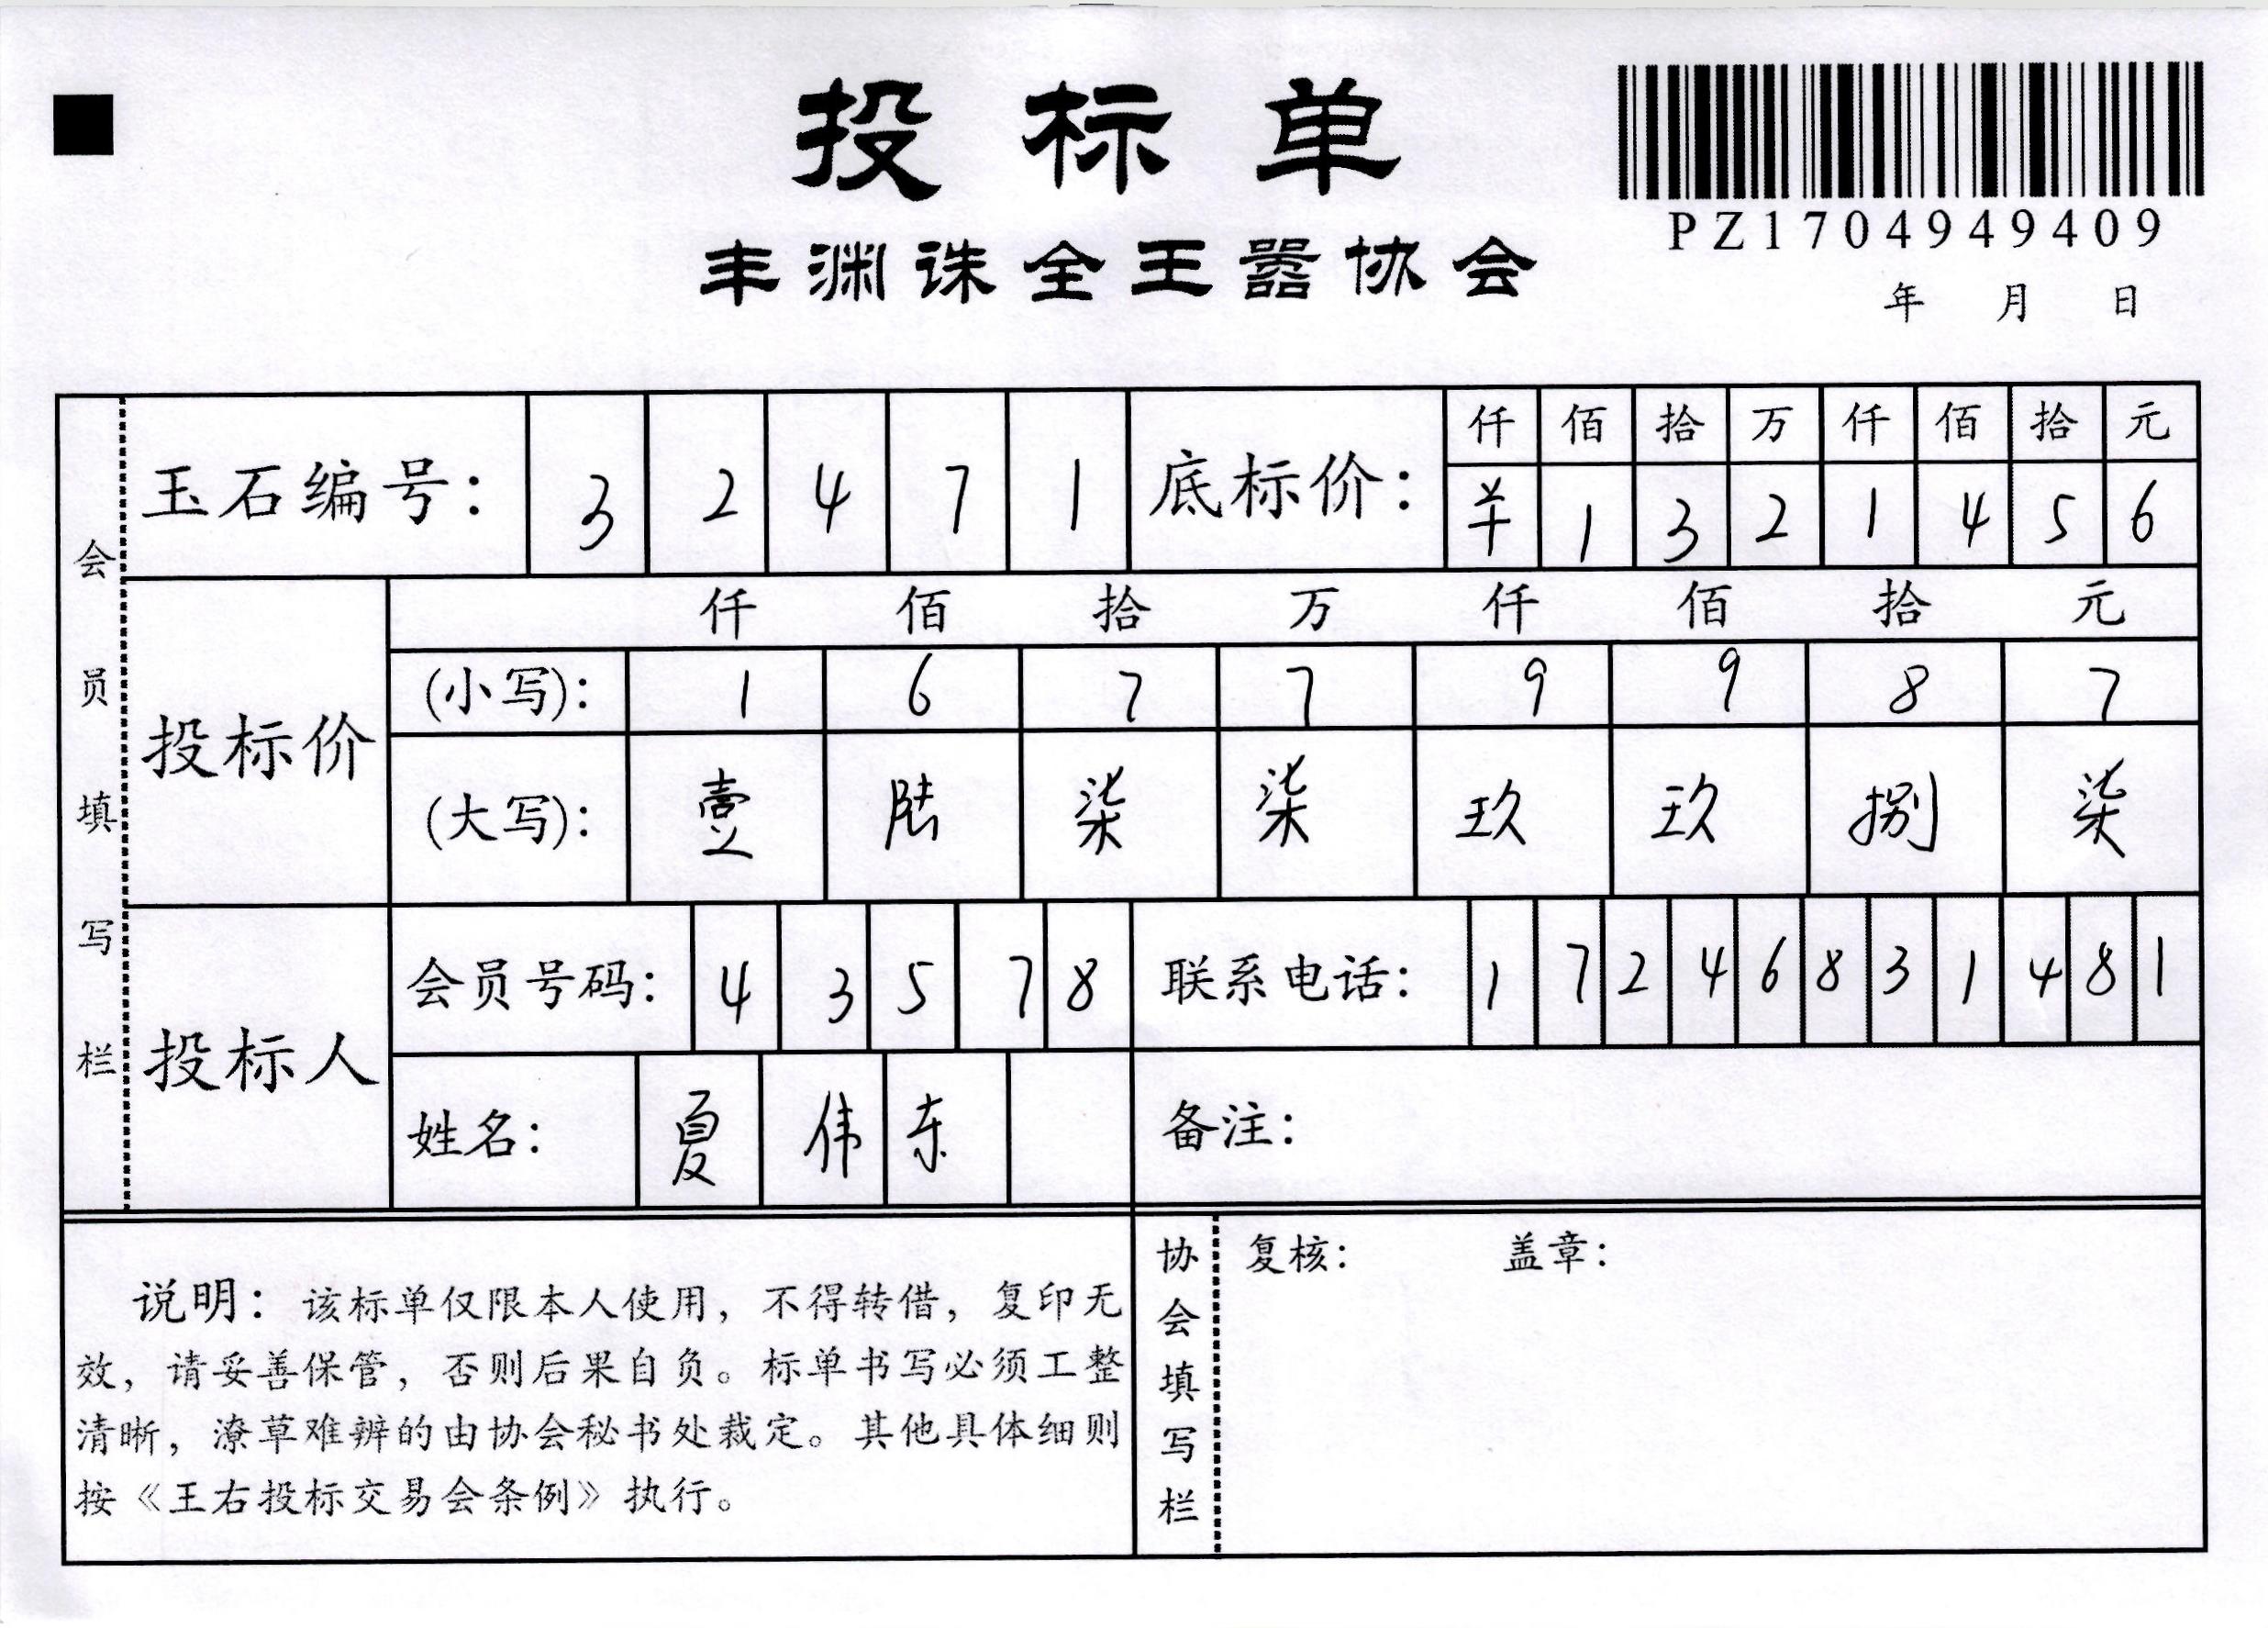 投标单
PZ1704949409
丰渊诛全王嚣协会
年 月 日
会员填写栏
玉石编号： 3 2 4 7 1
底标价：
仟 佰 拾 万 仟 佰 拾 元
¥ 1 3 2 1 4 5 6
投标价
仟 佰 拾 万 仟 佰 拾 元
(小写)： 1 6 7 7 9 9 8 7
(大写)： 壹 陆 柒 柒 玖 玖 捌 柒
投标人
会员号码： 4 3 5 7 8
联系电话： 1 7 2 4 6 8 3 1 4 8 1
姓名： 夏 伟 东
备注：
说明：该标单仅限本人使用，不得转借，复印无
效，请妥善保管，否则后果自负。标单书写必须工整
清晰，潦草难辨的由协会秘书处裁定。其他具体细则
按《王右投标交易会条例》执行。
协会填写栏
复核： 盖章：